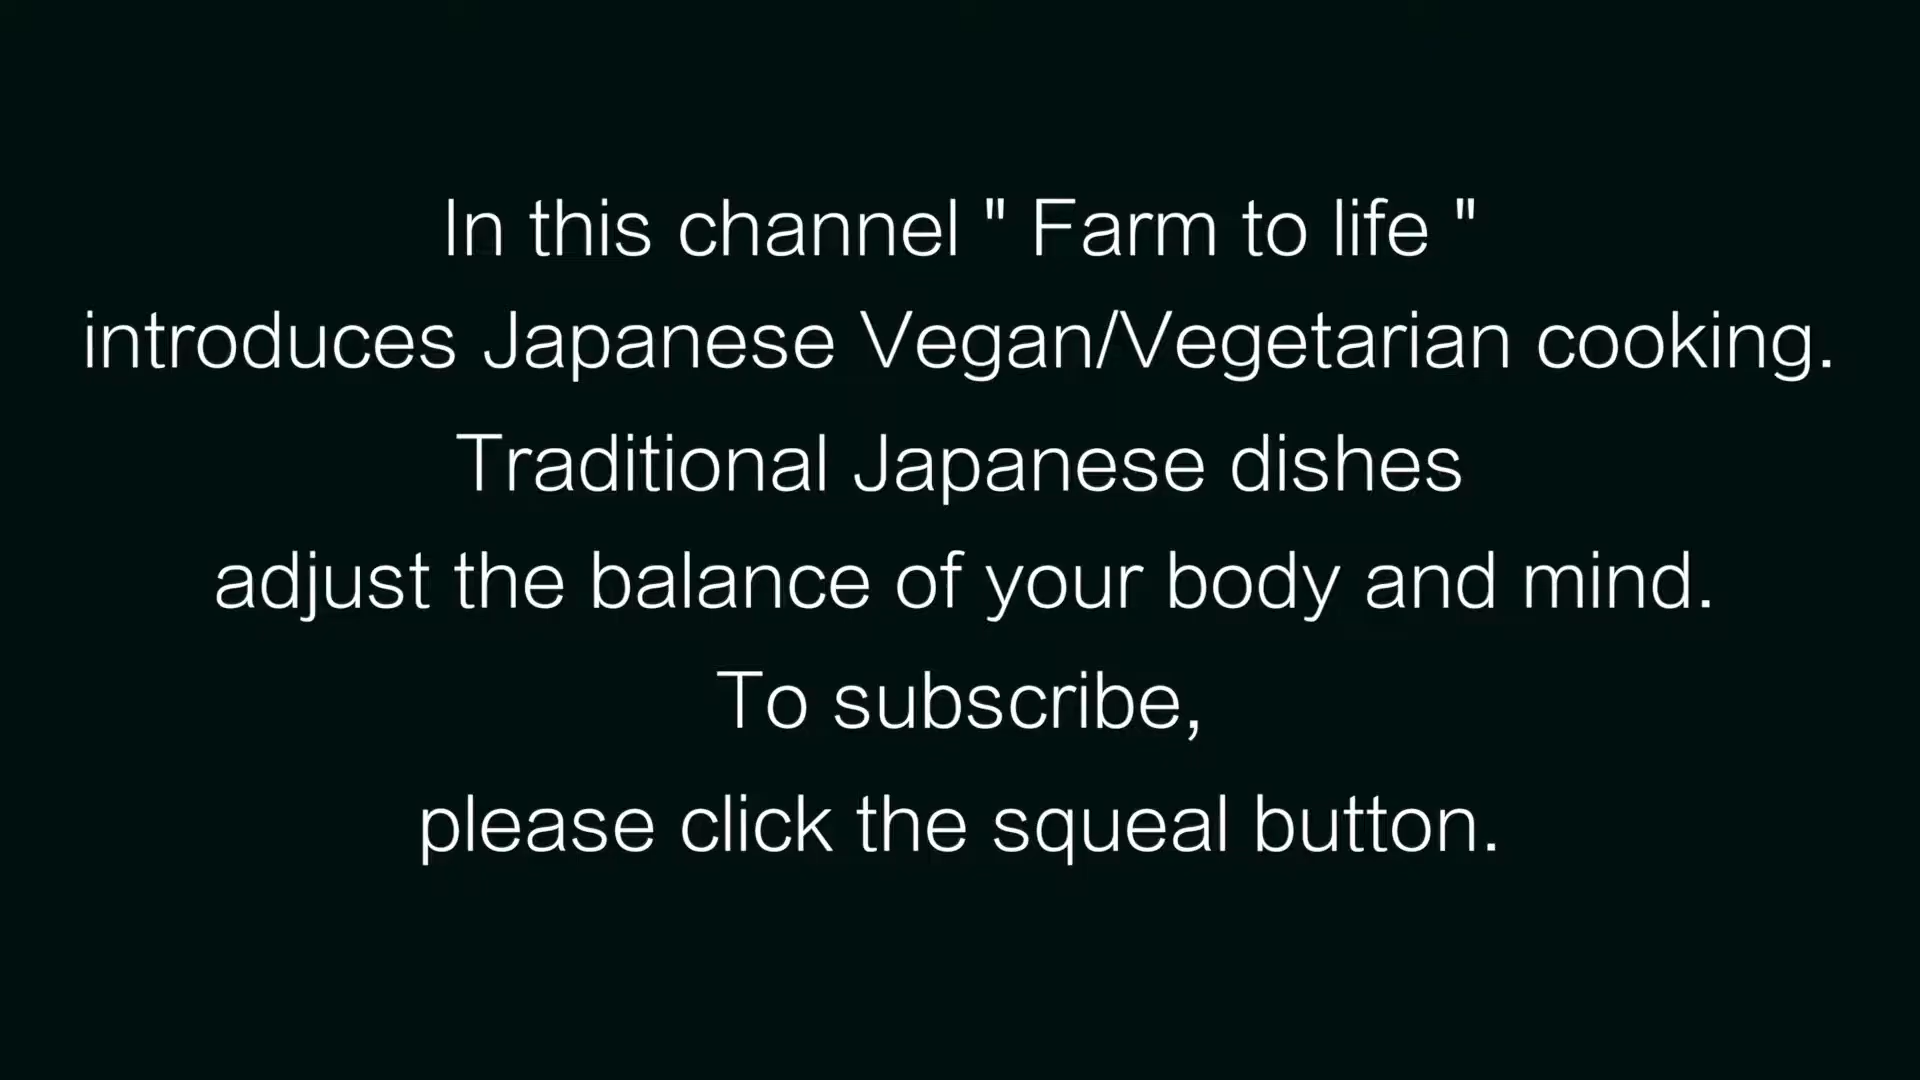 In this channel " Farm to life "
introduces Japanese Vegan/Vegetarian cooking.
Traditional Japanese dishes
adjust the balance of your body and mind.
To subscribe,
please click the squeal button.